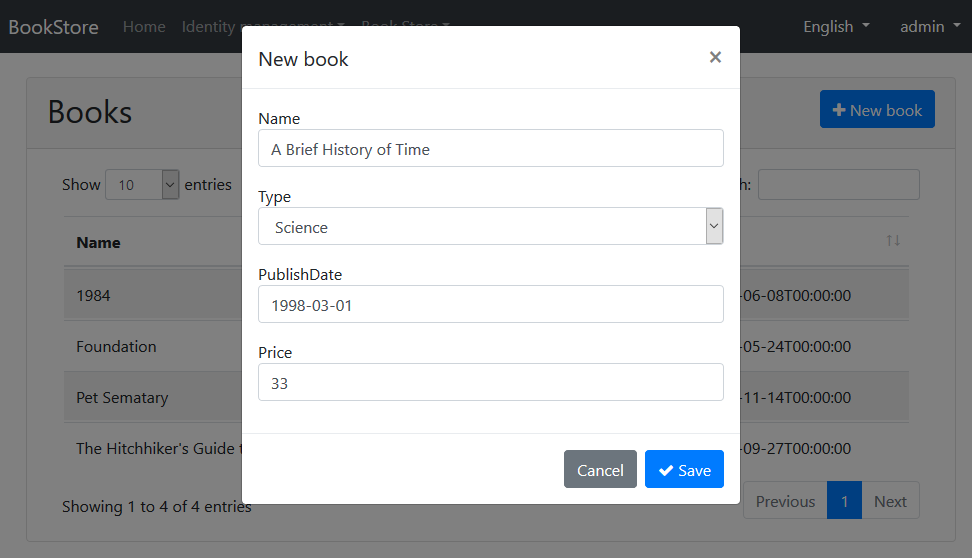 BookStore Home Identity management Book Store English admin
New book ×
Books
New book
Name
A Brief History of Time
Show 10 entries
h:
Type
Science
Name
PublishDate
1998-03-01
1984
-06-08T00:00:00
Foundation
-05-24T00:00:00
Price
33
Pet Sematary
-11-14T00:00:00
The Hitchhiker's Guide t
-09-27T00:00:00
Cancel Save
Showing 1 to 4 of 4 entries
Previous 1 Next